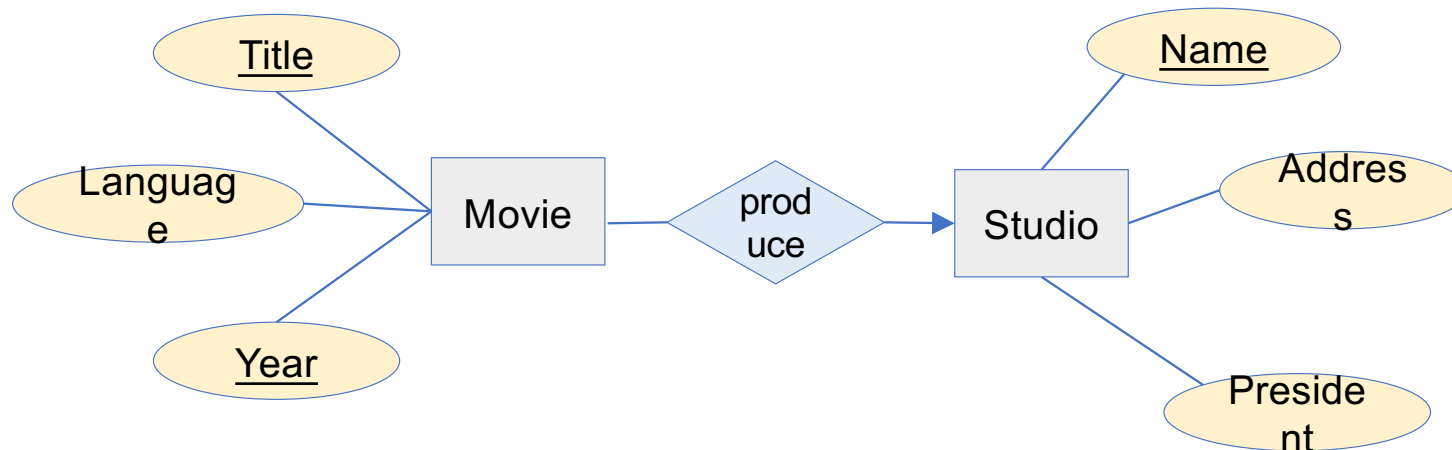 Title
Languag
e
Year
Movie
prod
uce
Studio
Name
Addres
s
Preside
nt